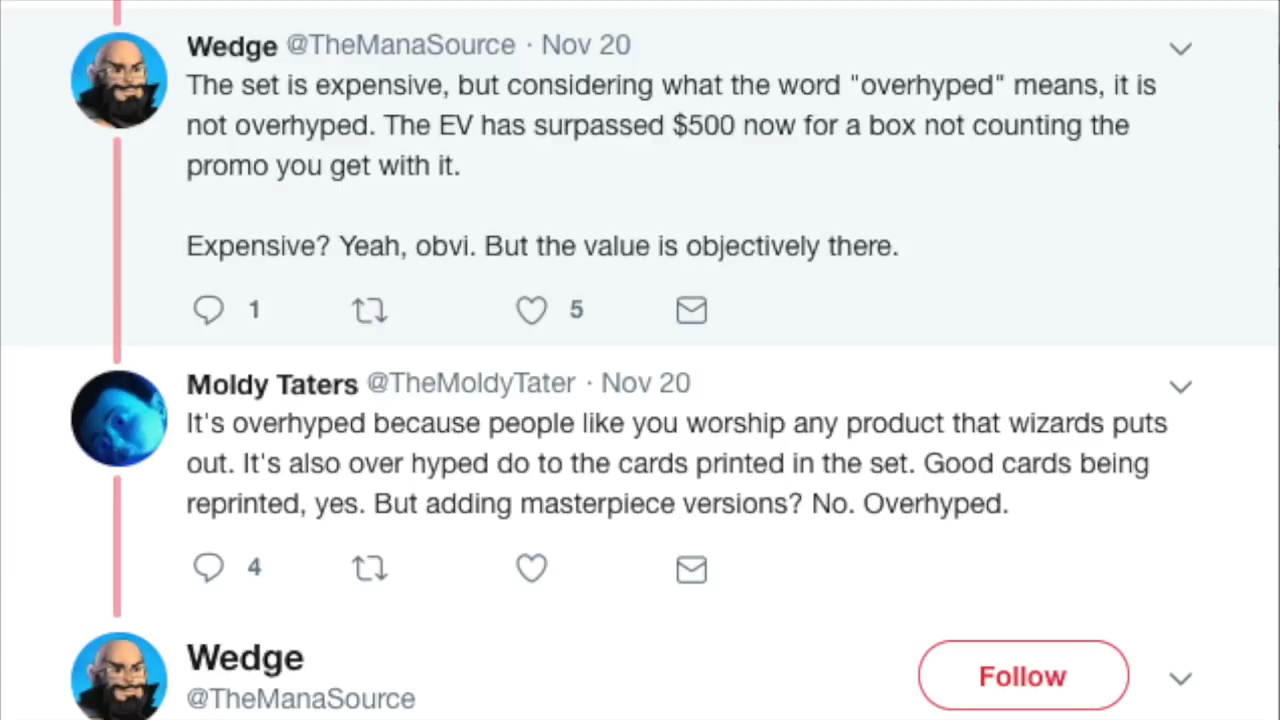 Wedge @TheManaSource · Nov 20
The set is expensive, but considering what the word "overhyped" means, it is
not overhyped. The EV has surpassed $500 now for a box not counting the
promo you get with it.
Expensive? Yeah, obvi. But the value is objectively there.
1 5
Moldy Taters @TheMoldyTater · Nov 20
It's overhyped because people like you worship any product that wizards puts
out. It's also over hyped do to the cards printed in the set. Good cards being
reprinted, yes. But adding masterpiece versions? No. Overhyped.
4
Wedge
Follow
@TheManaSource